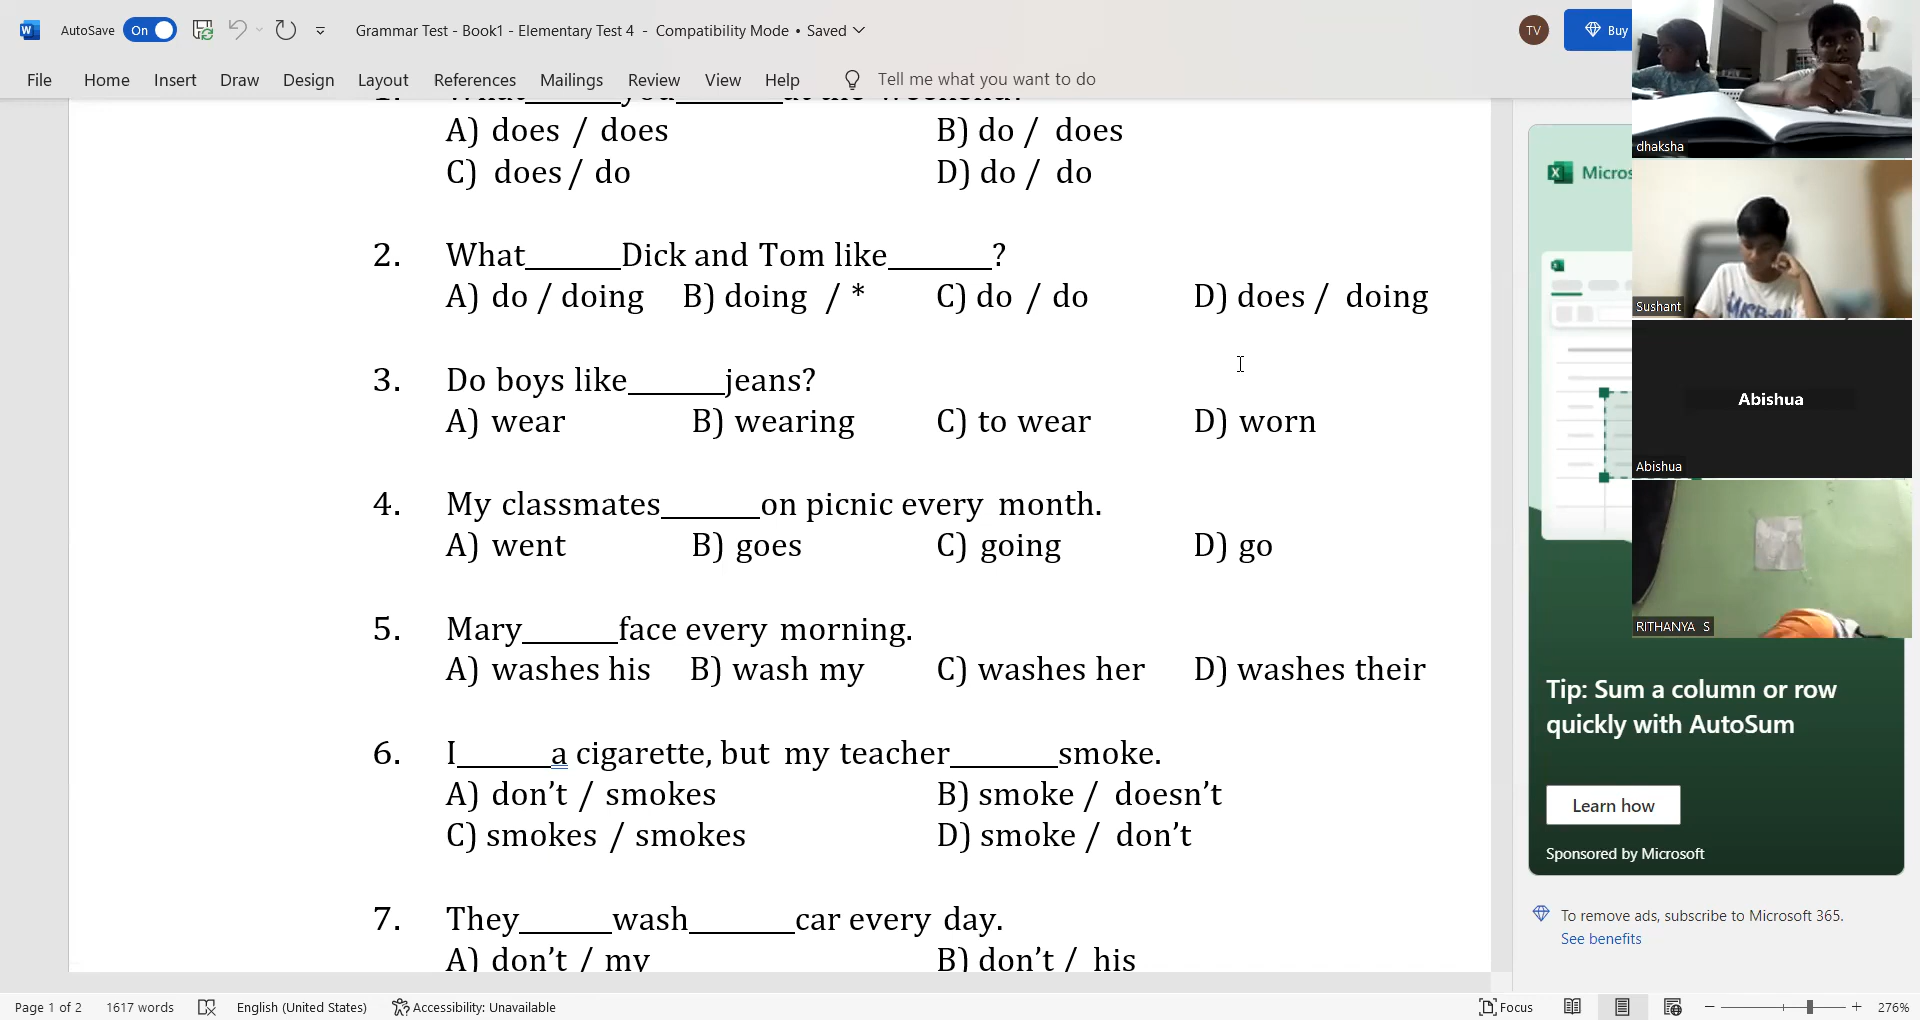 AutoSave On Grammar Test - Book1 - Elementary Test 4 - Compatibility Mode • Saved TV Buy
File Home Insert Draw Design Layout References Mailings Review View Help Tell me what you want to do
A) does / does B) do / does
C) does / do D) do / do
2. What______Dick and Tom like______?
A) do / doing B) doing / * C) do / do D) does / doing
3. Do boys like______jeans?
A) wear B) wearing C) to wear D) worn
4. My classmates______on picnic every month.
A) went B) goes C) going D) go
5. Mary______face every morning.
A) washes his B) wash my C) washes her D) washes their
6. I______a cigarette, but my teacher______smoke.
A) don’t / smokes B) smoke / doesn’t
C) smokes / smokes D) smoke / don’t
7. They______wash______car every day.
A) don’t / my B) don’t / his
dhaksha
Sushant
Abishua
Abishua
RITHANYA S
Tip: Sum a column or row
quickly with AutoSum
Learn how
Sponsored by Microsoft
To remove ads, subscribe to Microsoft 365.
See benefits
Page 1 of 2 1617 words English (United States) Accessibility: Unavailable Focus 276%